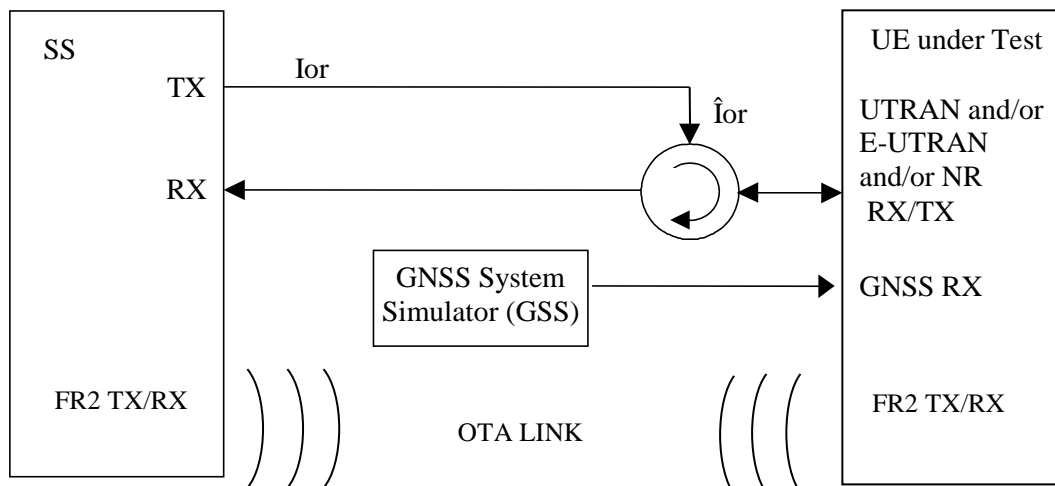 SS
TX
Ior
RX
FR2 TX/RX
Îor
GNSS System
Simulator (GSS)
OTA LINK
UE under Test
UTRAN and/or
E-UTRAN
and/or NR
RX/TX
GNSS RX
FR2 TX/RX